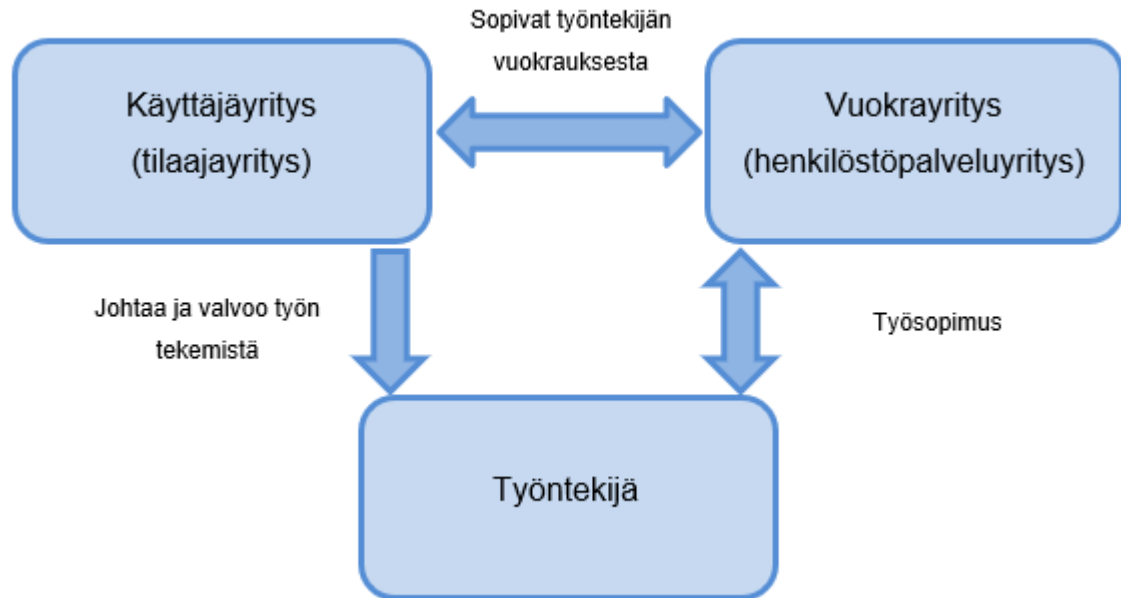 Sopivat työntekijän
vuokrauksesta
Käyttäjäyritys
(tilaajayritys)
Vuokrayritys
(henkilöstöpalveluyritys)
Johtaa ja valvoo työn
tekemistä
Työsopimus
Työntekijä